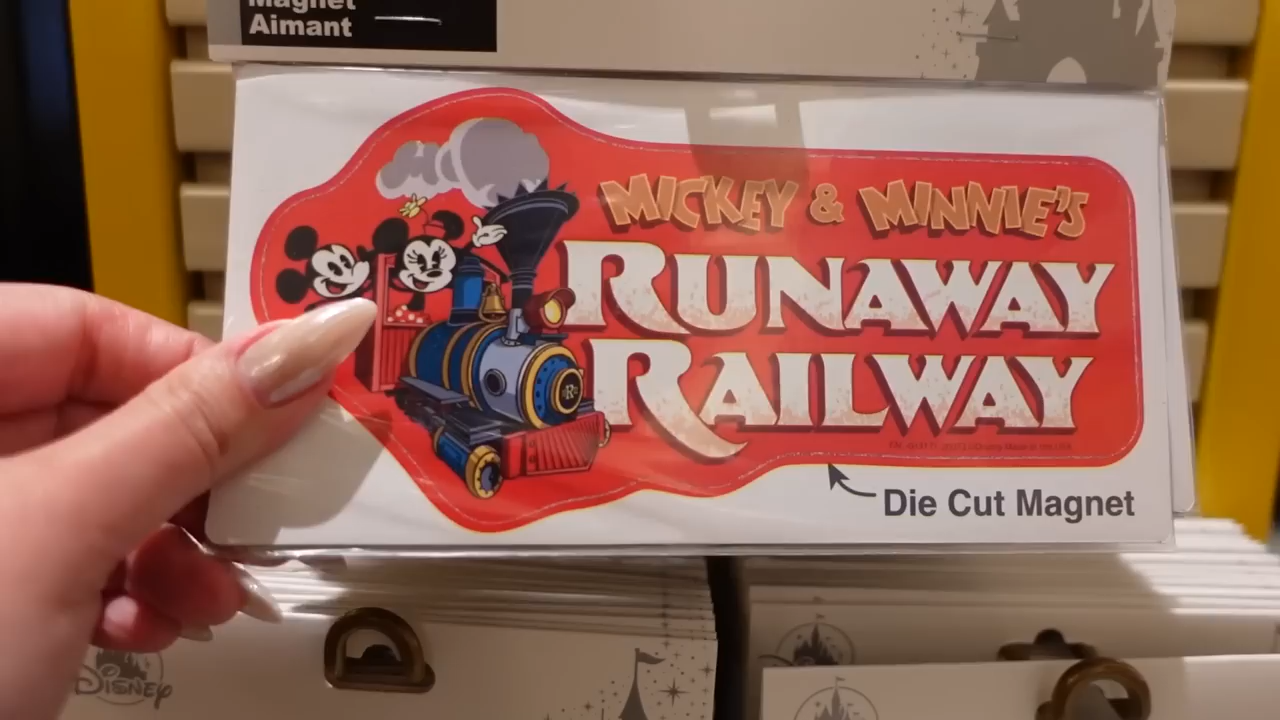 Magnet
Aimant
MICKEY & MINNIE'S
RUNAWAY
RAILWAY
R
Die Cut Magnet
DISNEY